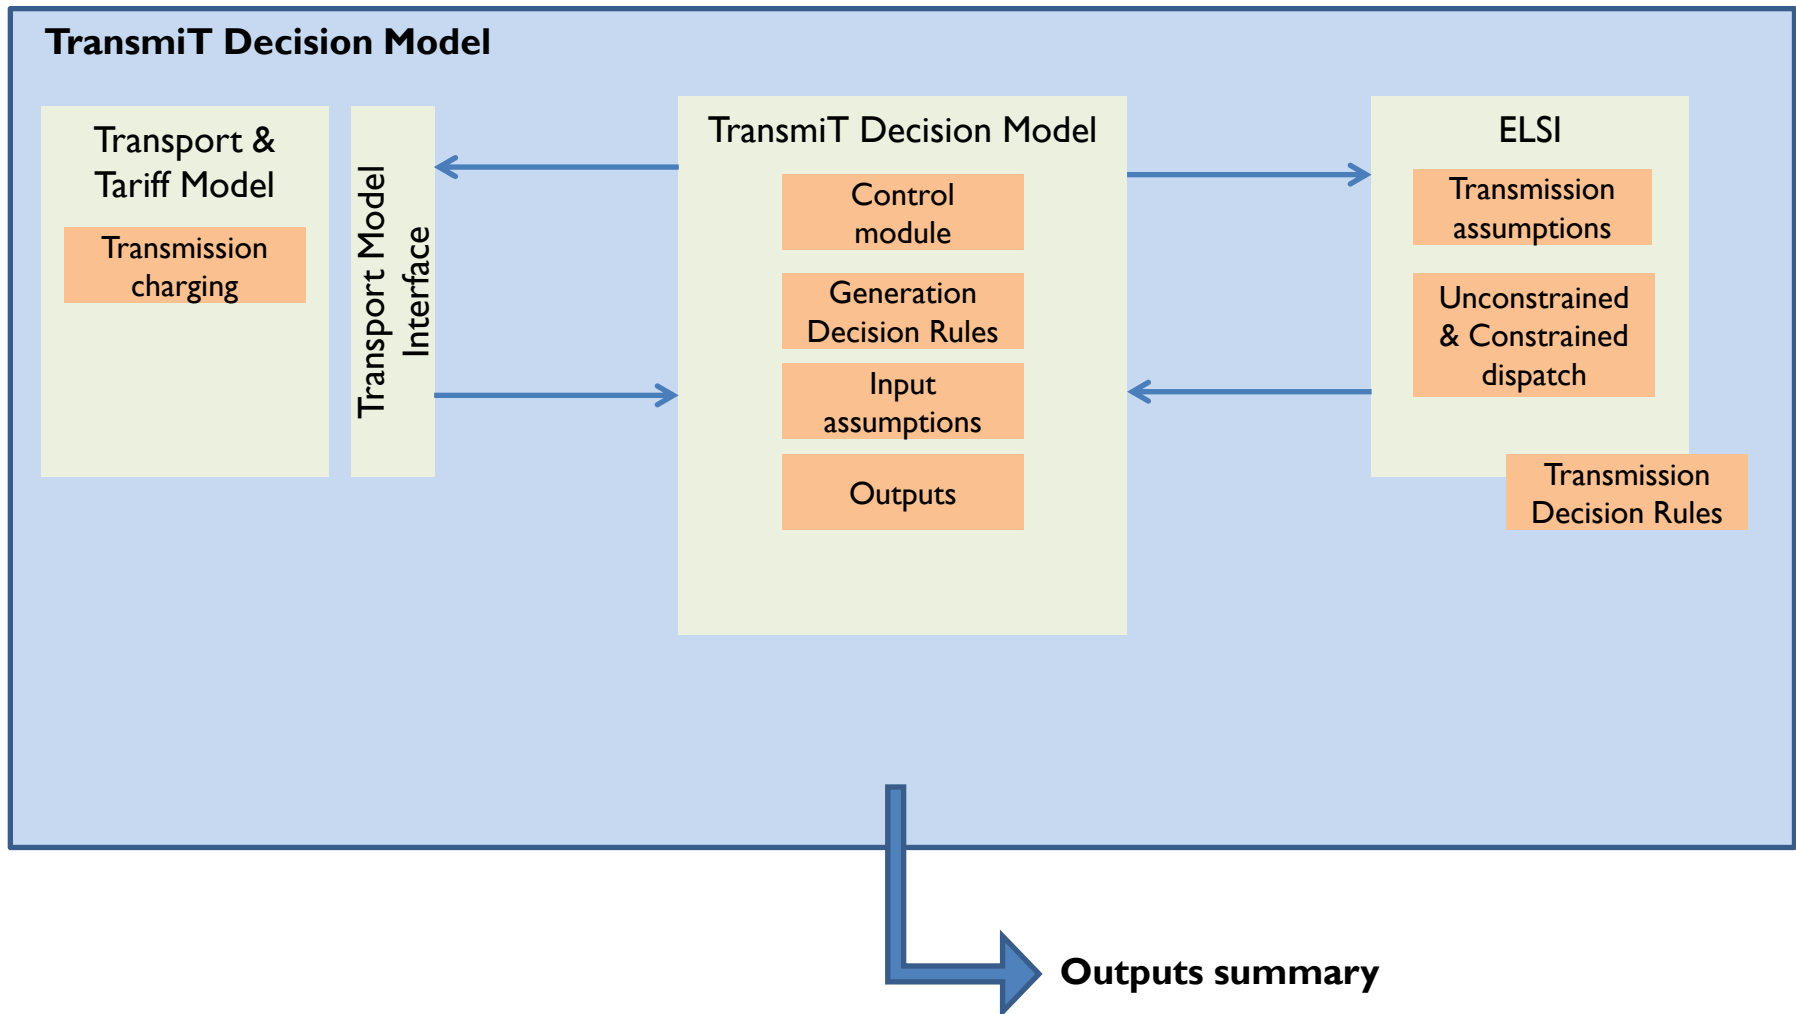 TransmiT Decision Model
Transport &
Tariff Model
Transmission
charging
Transport Model
Interface
TransmiT Decision Model
Control
module
Generation
Decision Rules
Input
assumptions
Outputs
ELSI
Transmission
assumptions
Unconstrained
& Constrained
dispatch
Transmission
Decision Rules
Outputs summary